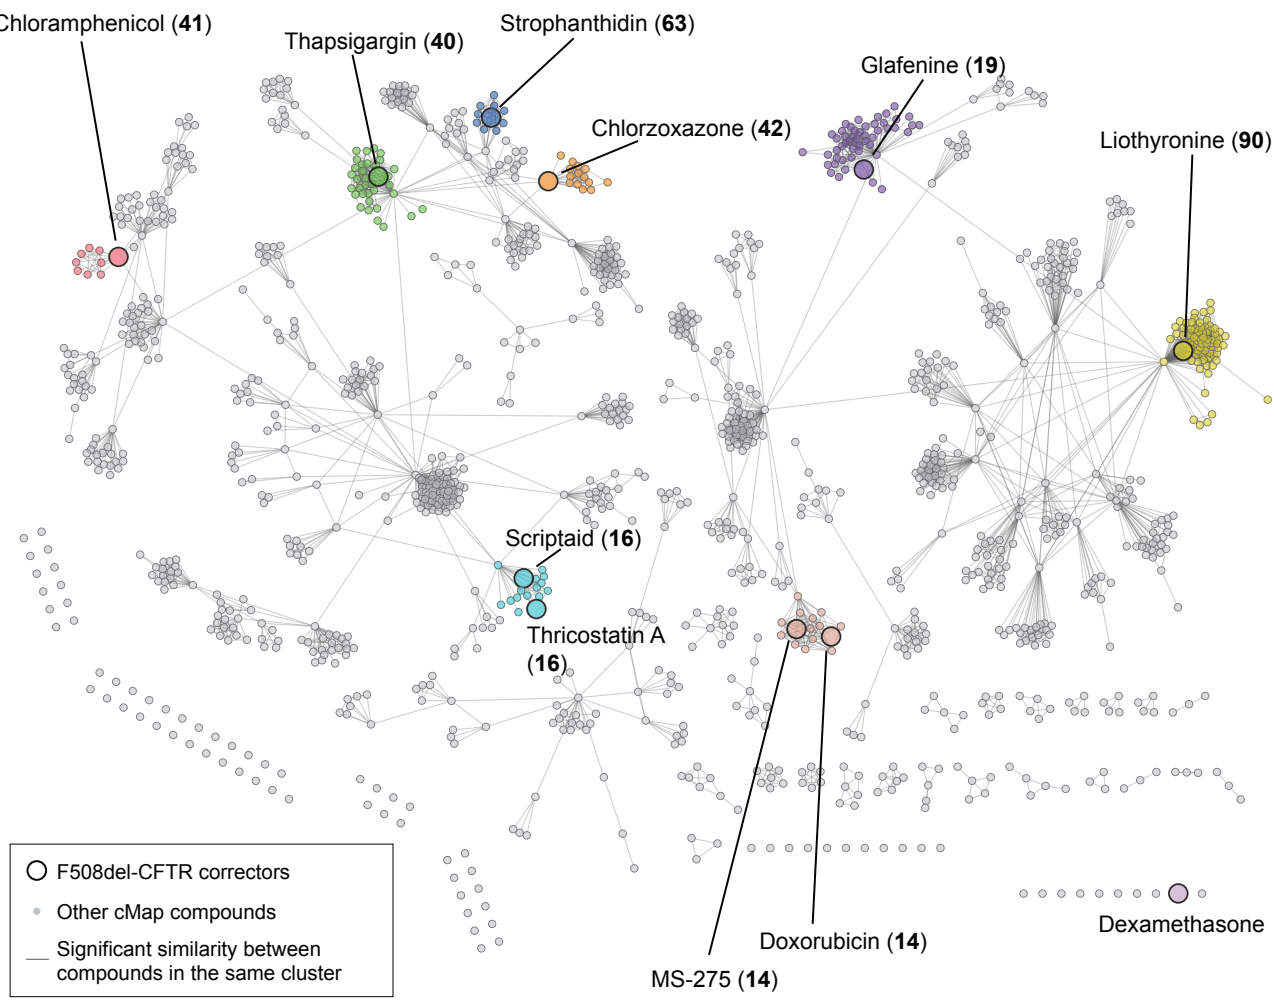 Chloramphenicol (41)
Strophanthidin (63)
Thapsigargin (40)
Glafenine (19)
Chlorzoxazone (42)
Liothyronine (90)
Scriptaid (16)
Thricostatin A
(16)
F508del-CFTR correctors
Other cMap compounds
Significant similarity between
compounds in the same cluster
Dexamethasone
Doxorubicin (14)
MS-275 (14)